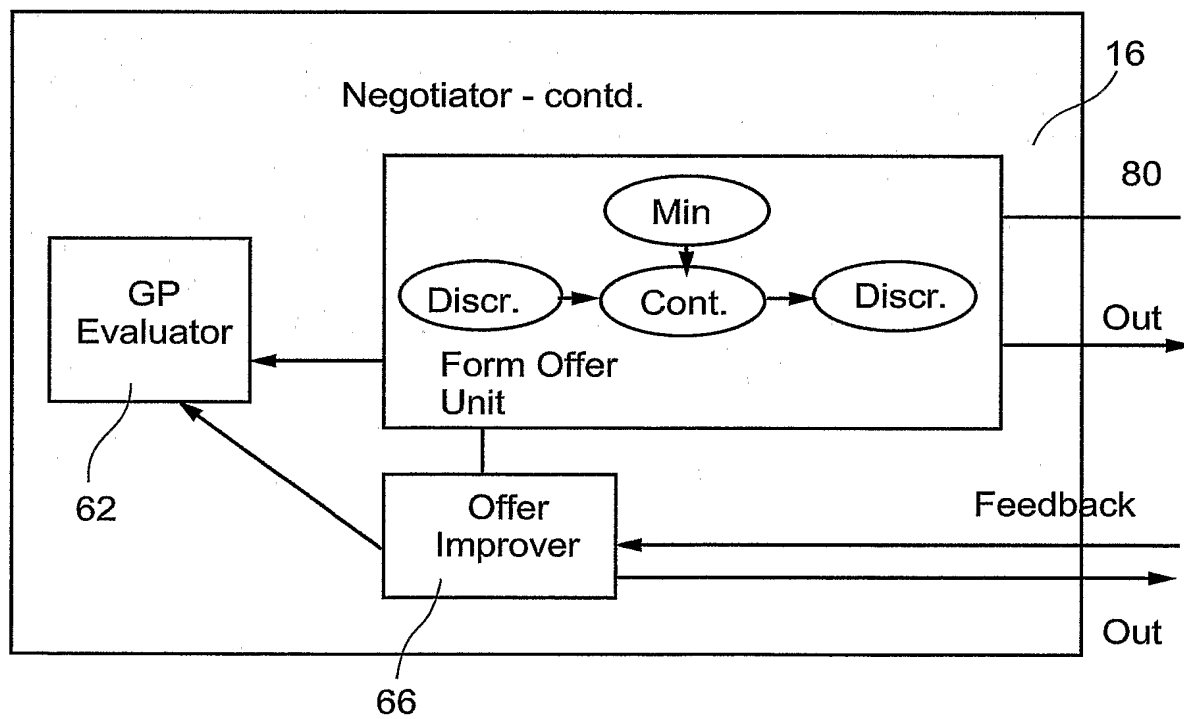 16
Negotiator - contd.
80
Min
Discr.
Cont.
Discr.
GP
Evaluator
Out
Form Offer
Unit
62
Offer
Improver
Feedback
Out
66